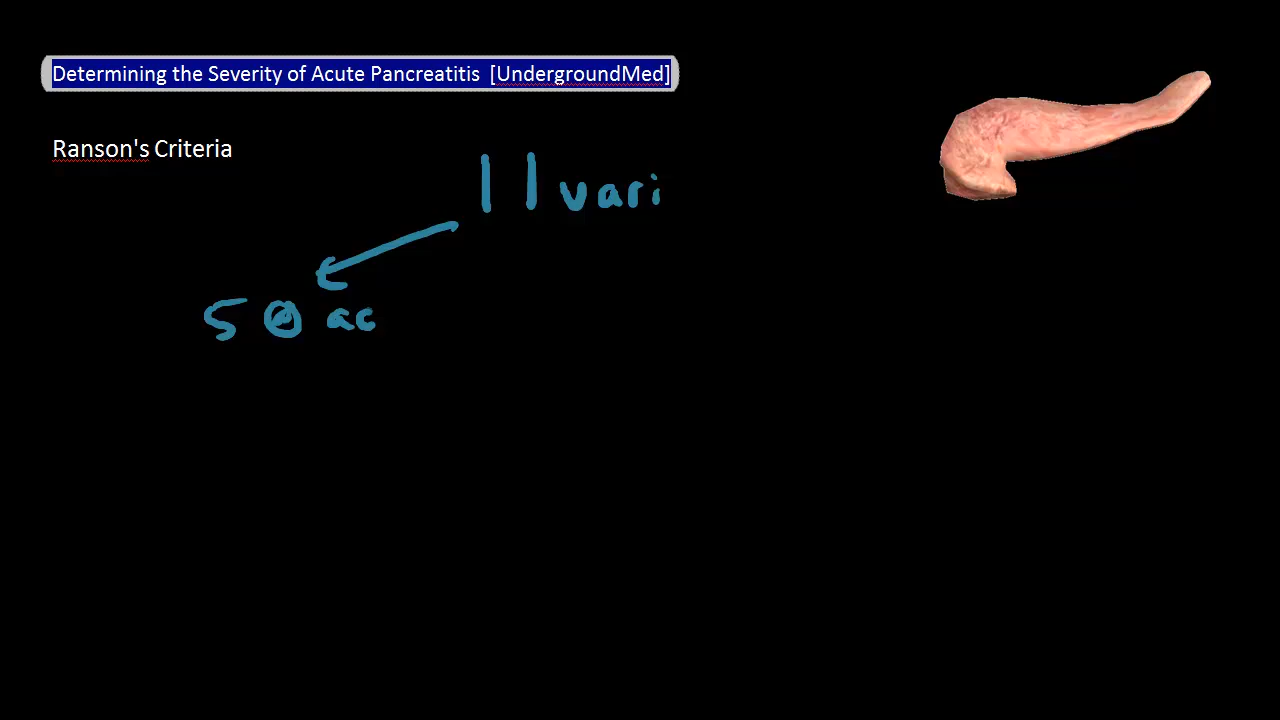 Determining the Severity of Acute Pancreatitis [UndergroundMed]
Ranson's Criteria
11 vari
5 @ ac